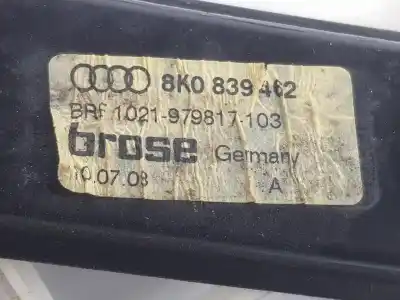 8K0 839 462
BRf 1021-979817-103
brose Germany
10.07.08 A